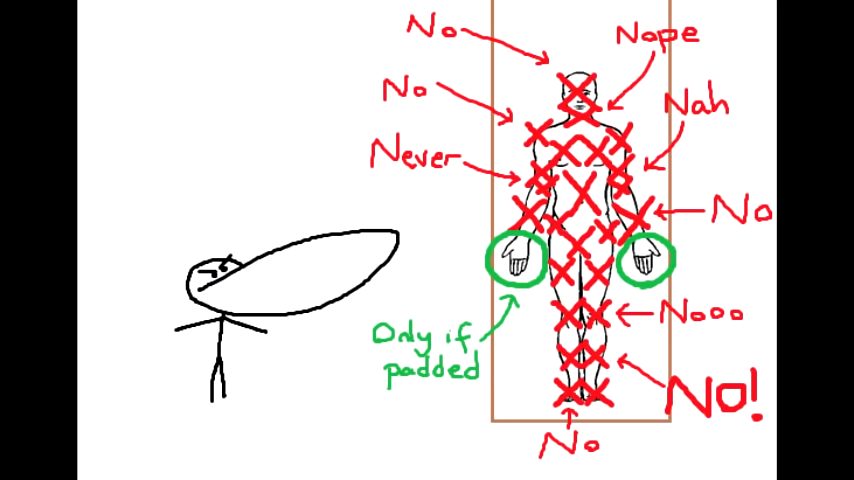 No
Nope
No
Nah
Never
No
Only if
padded
Nooo
No!
No